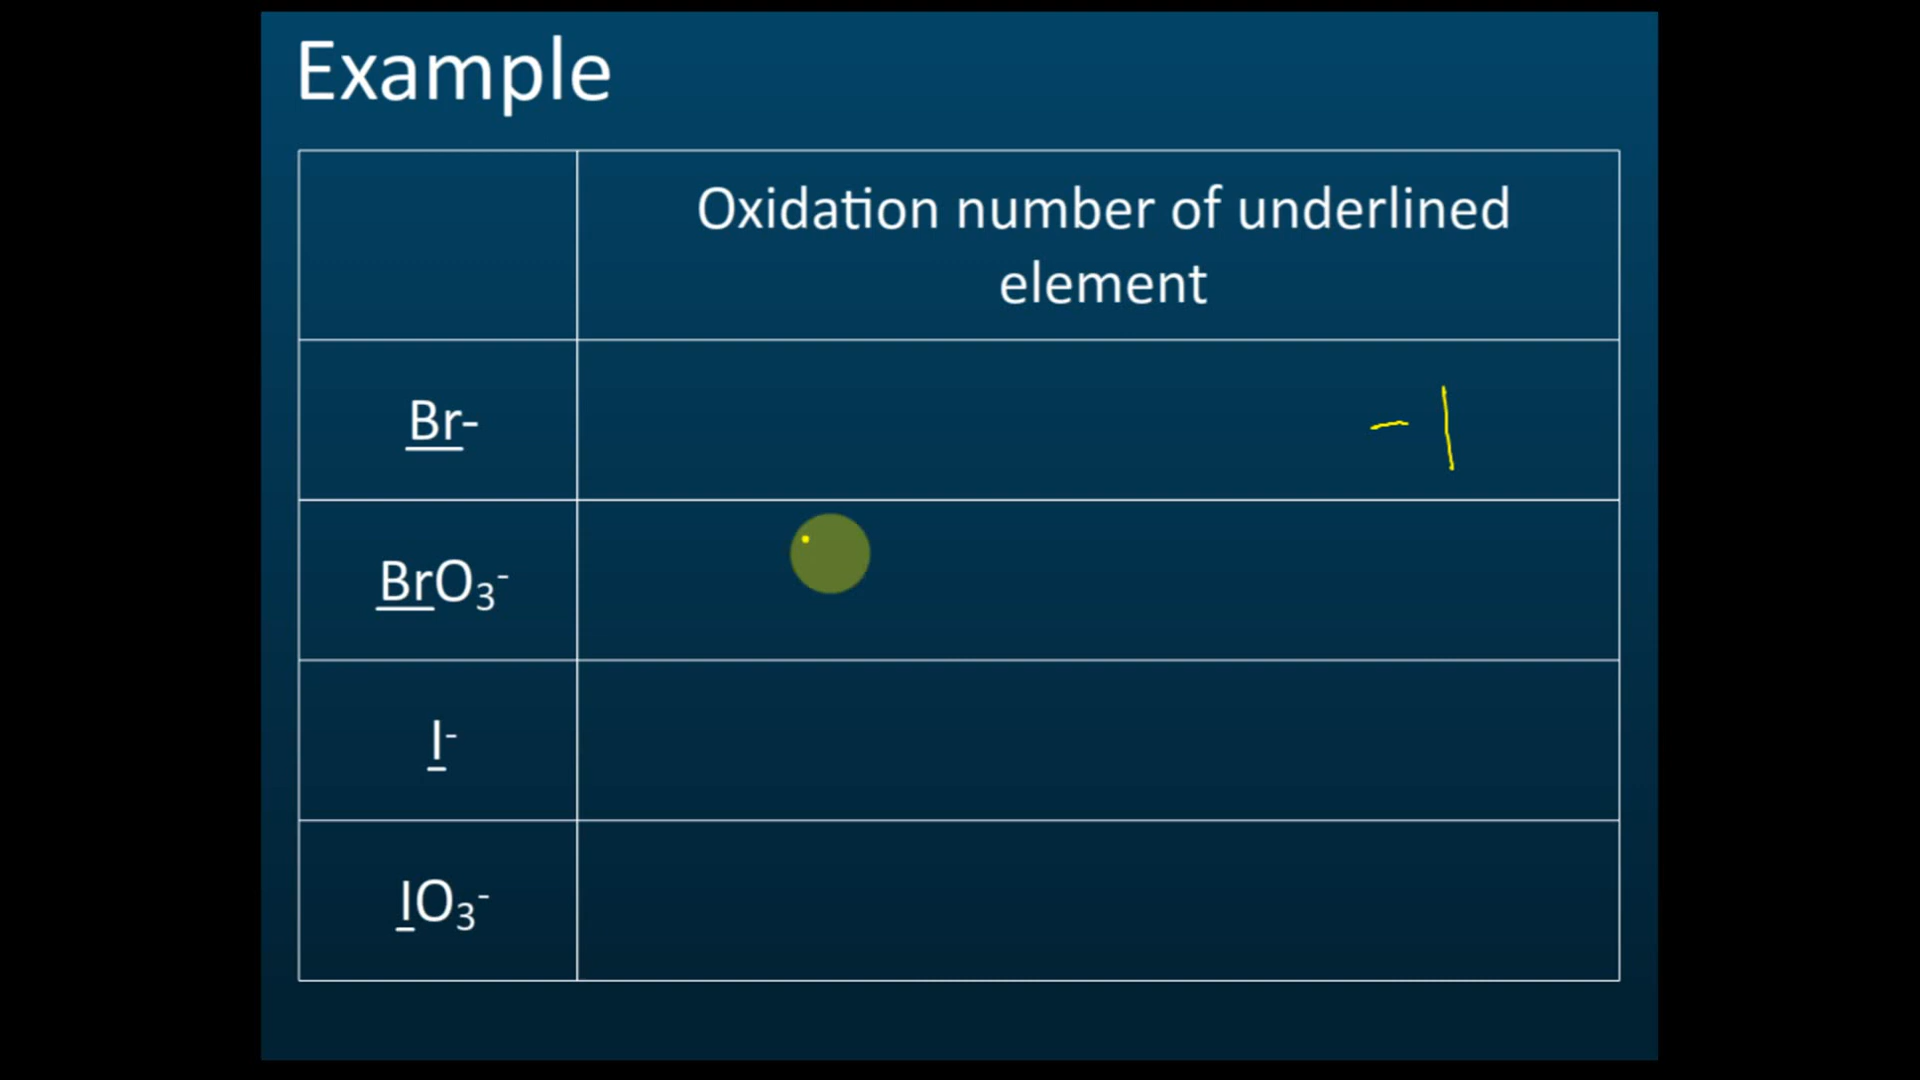 Example
Oxidation number of underlined
element
Br- -1
BrO₃⁻
I⁻
IO₃⁻